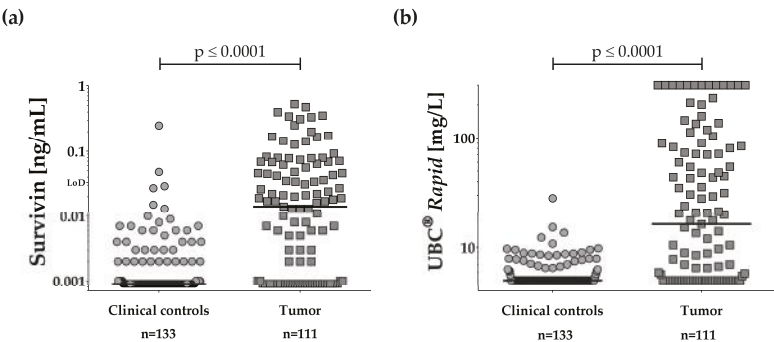 (a)
p ≤ 0.0001
Survivin [ng/mL]
1
0.1
LoD
0.01
0.001
Clinical controls
Tumor
n=133
n=111
(b)
p ≤ 0.0001
UBC® Rapid [mg/L]
100
10
Clinical controls
Tumor
n=133
n=111